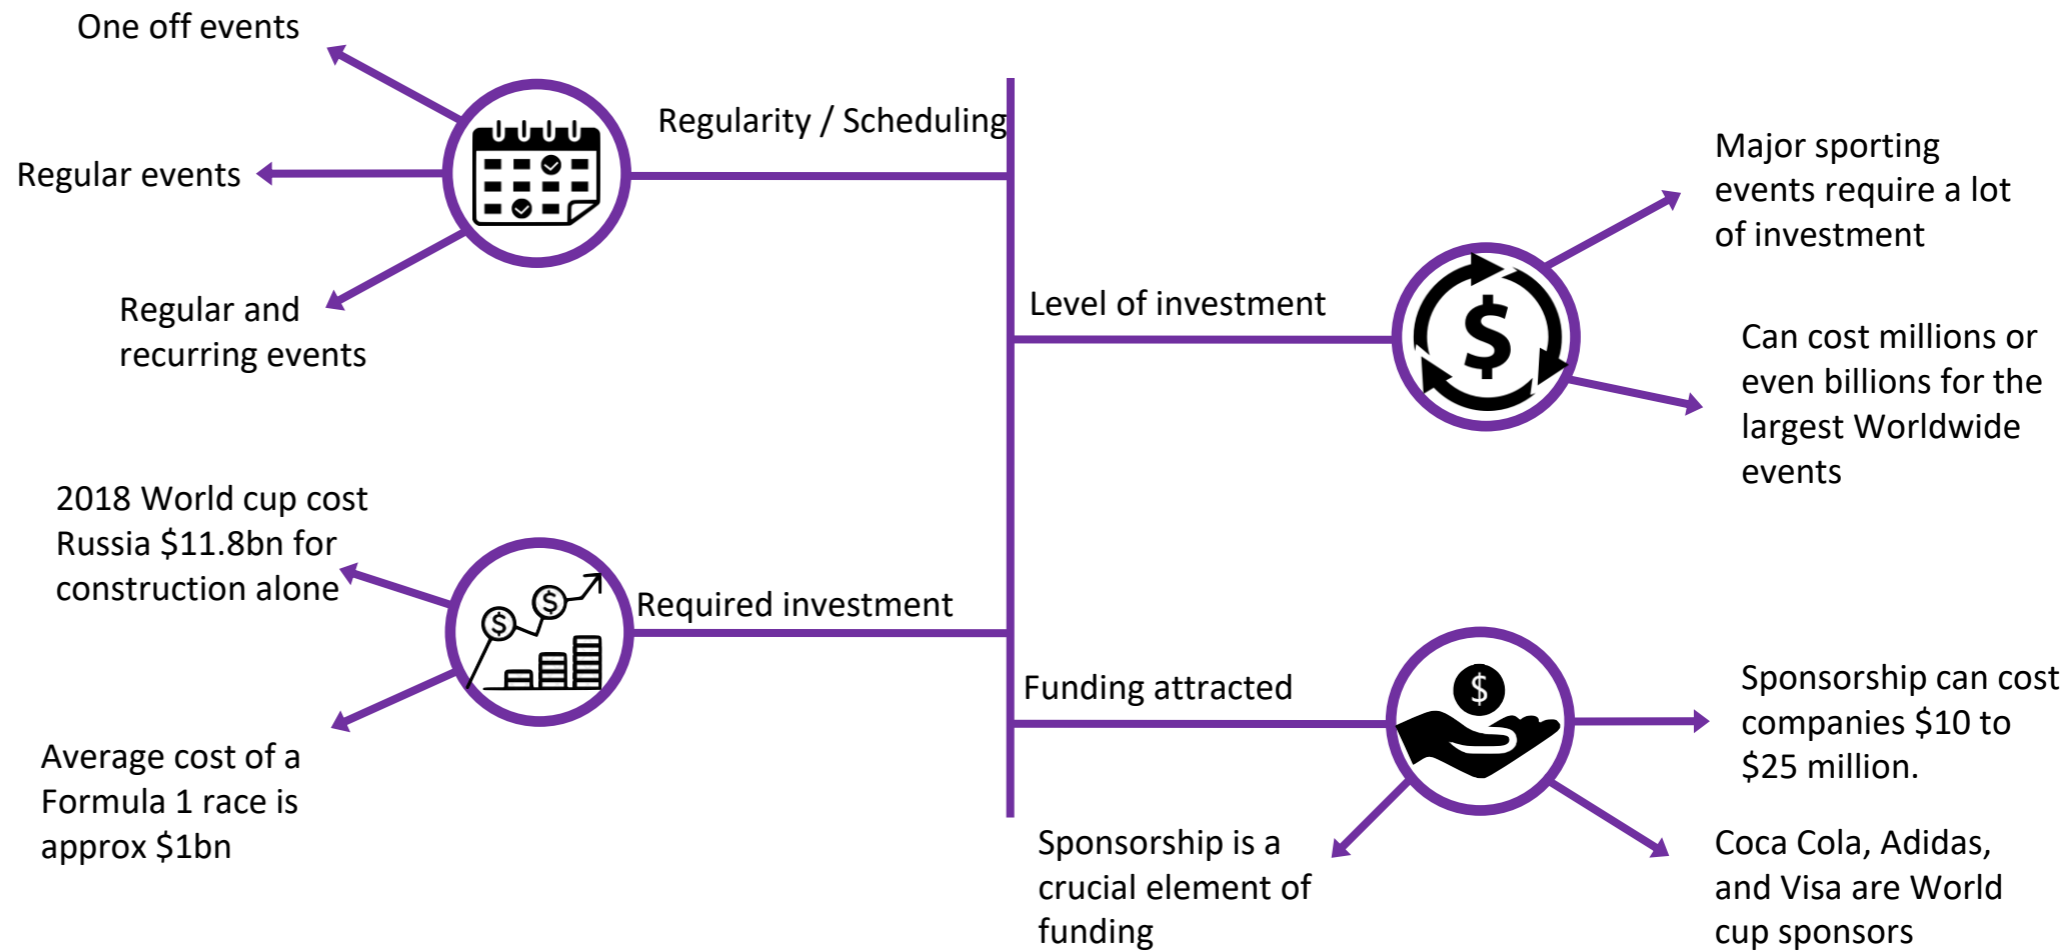 One off events
Regularity / Scheduling
Regular events
Regular and
recurring events
Level of investment
Major sporting
events require a lot
of investment
Can cost millions or
even billions for the
largest Worldwide
events
2018 World cup cost
Russia $11.8bn for
construction alone
Required investment
Average cost of a
Formula 1 race is
approx $1bn
Funding attracted
Sponsorship can cost
companies $10 to
$25 million.
Sponsorship is a
crucial element of
funding
Coca Cola, Adidas,
and Visa are World
cup sponsors